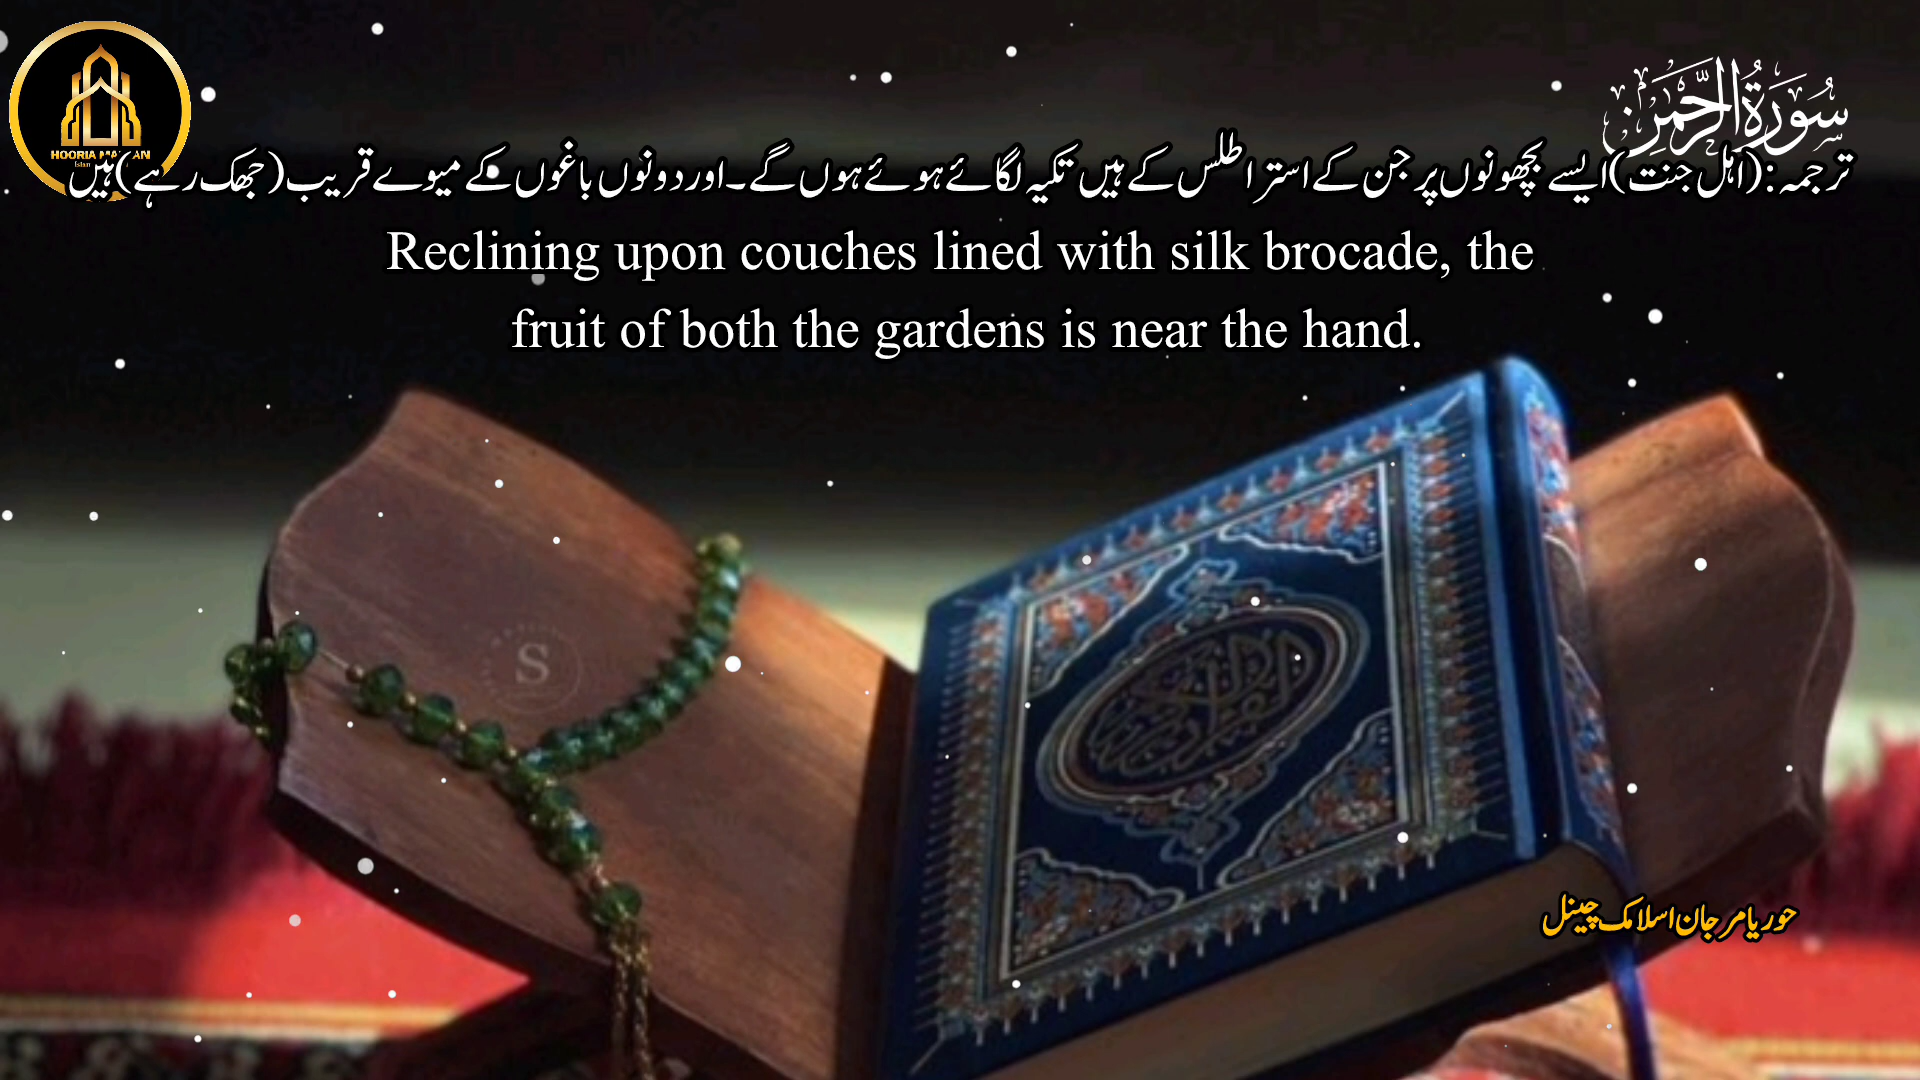 سُورَةُ الرَّحْمٰن
ترجمہ:(اہل جنت)ایسے بچھونوں پر جن کے استر اطلس کے ہیں تکیہ لگائے ہوئے ہوں گے۔اور دونوں باغوں کے میوے قریب(جھک رہے)ہیں
Reclining upon couches lined with silk brocade, the
fruit of both the gardens is near the hand.
S
حوریا مرجان اسلامک چینل